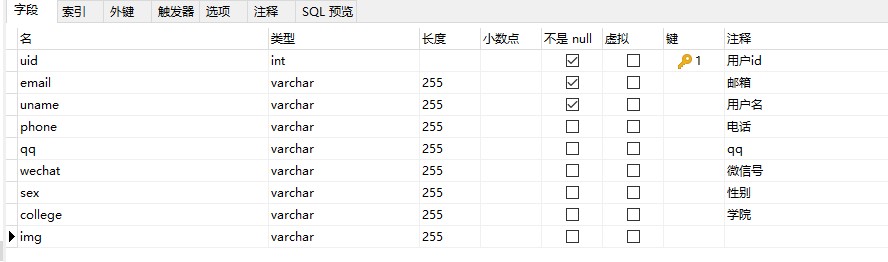 字段 索引 外键 触发器 选项 注释 SQL 预览
名 类型 长度 小数点 不是 null 虚拟 键 注释
uid int 1 用户id
email varchar 255 邮箱
uname varchar 255 用户名
phone varchar 255 电话
qq varchar 255 qq
wechat varchar 255 微信号
sex varchar 255 性别
college varchar 255 学院
img varchar 255